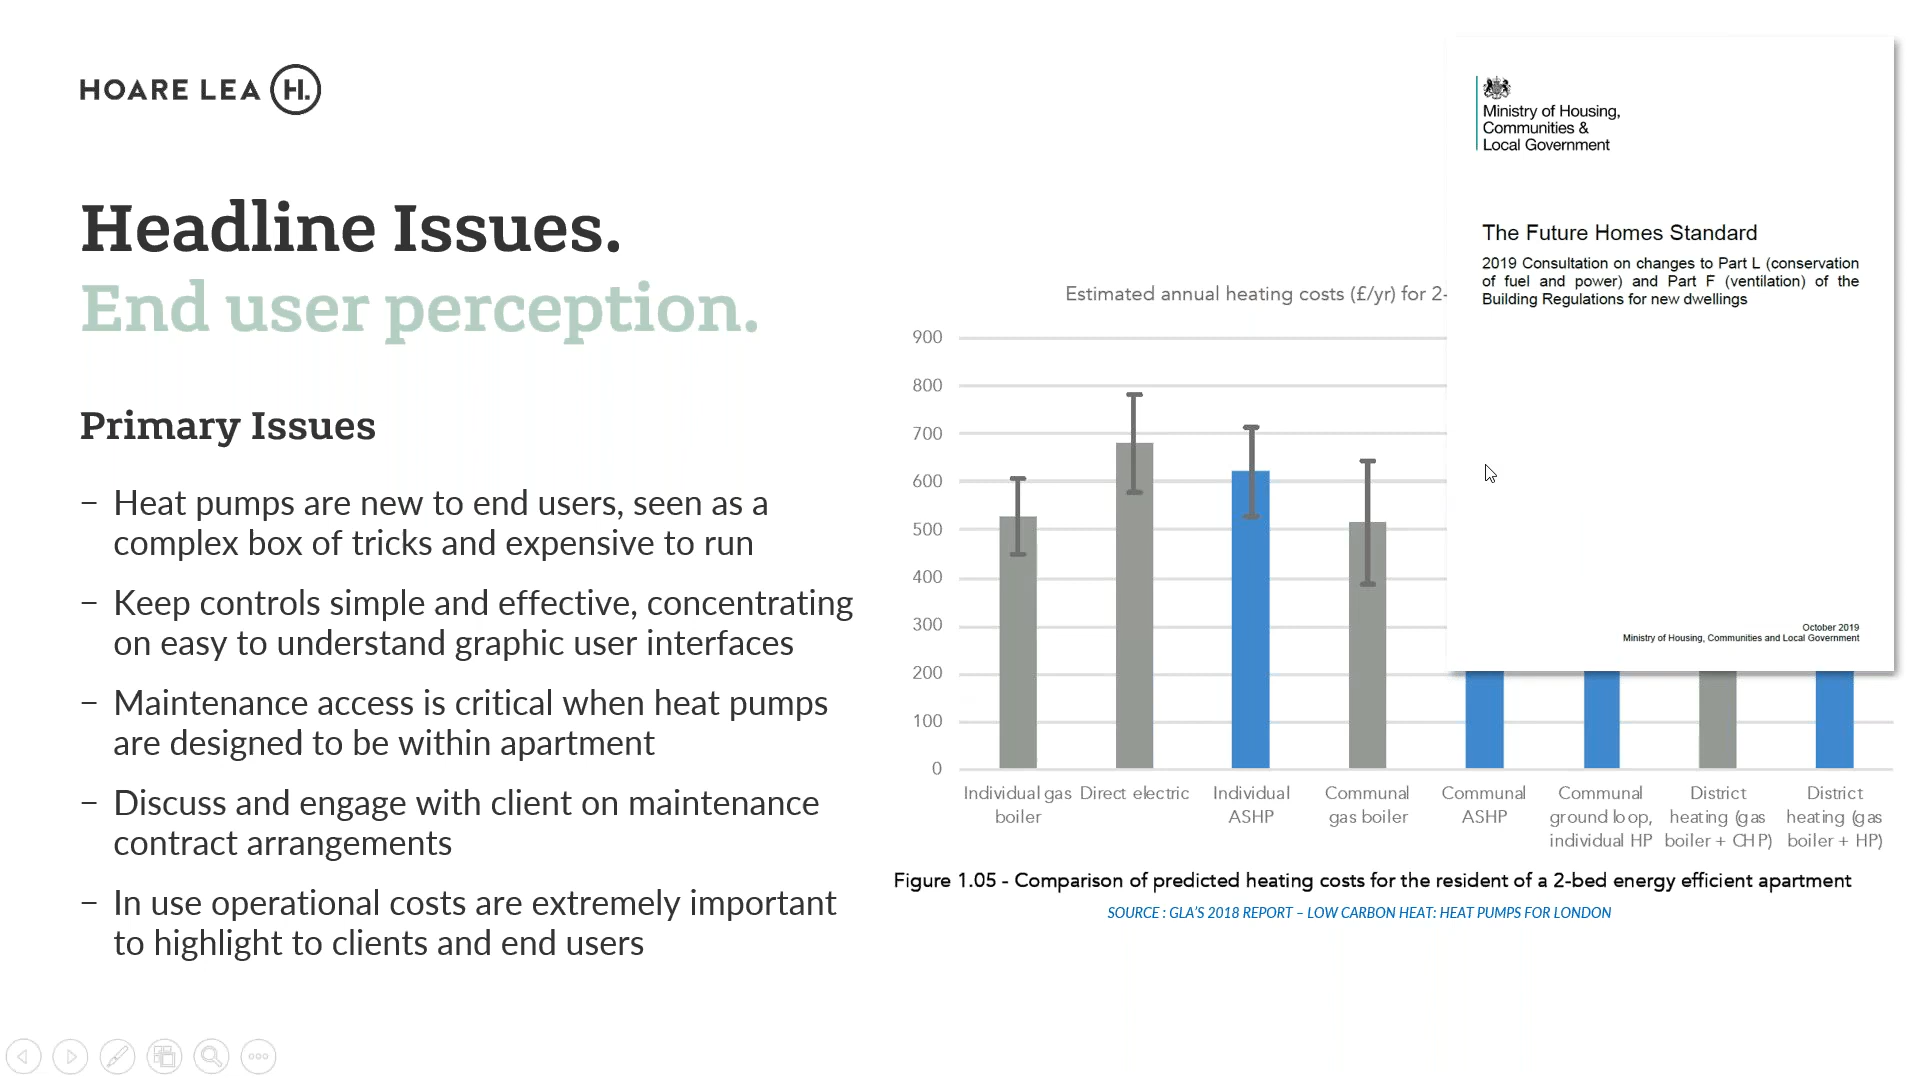 HOARE LEA H.
Headline Issues.
End user perception.
Primary Issues
– Heat pumps are new to end users, seen as a
complex box of tricks and expensive to run
– Keep controls simple and effective, concentrating
on easy to understand graphic user interfaces
– Maintenance access is critical when heat pumps
are designed to be within apartment
– Discuss and engage with client on maintenance
contract arrangements
– In use operational costs are extremely important
to highlight to clients and end users
Estimated annual heating costs (£/yr) for 2-
900
800
700
600
500
400
300
200
100
0
Individual gas
boiler
Direct electric
Individual
ASHP
Communal
gas boiler
Communal
ASHP
Communal
ground loop,
individual HP
District
heating (gas
boiler + CHP)
District
heating (gas
boiler + HP)
Figure 1.05 - Comparison of predicted heating costs for the resident of a 2-bed energy efficient apartment
SOURCE : GLA'S 2018 REPORT – LOW CARBON HEAT: HEAT PUMPS FOR LONDON
Ministry of Housing,
Communities &
Local Government
The Future Homes Standard
2019 Consultation on changes to Part L (conservation
of fuel and power) and Part F (ventilation) of the
Building Regulations for new dwellings
October 2019
Ministry of Housing, Communities and Local Government